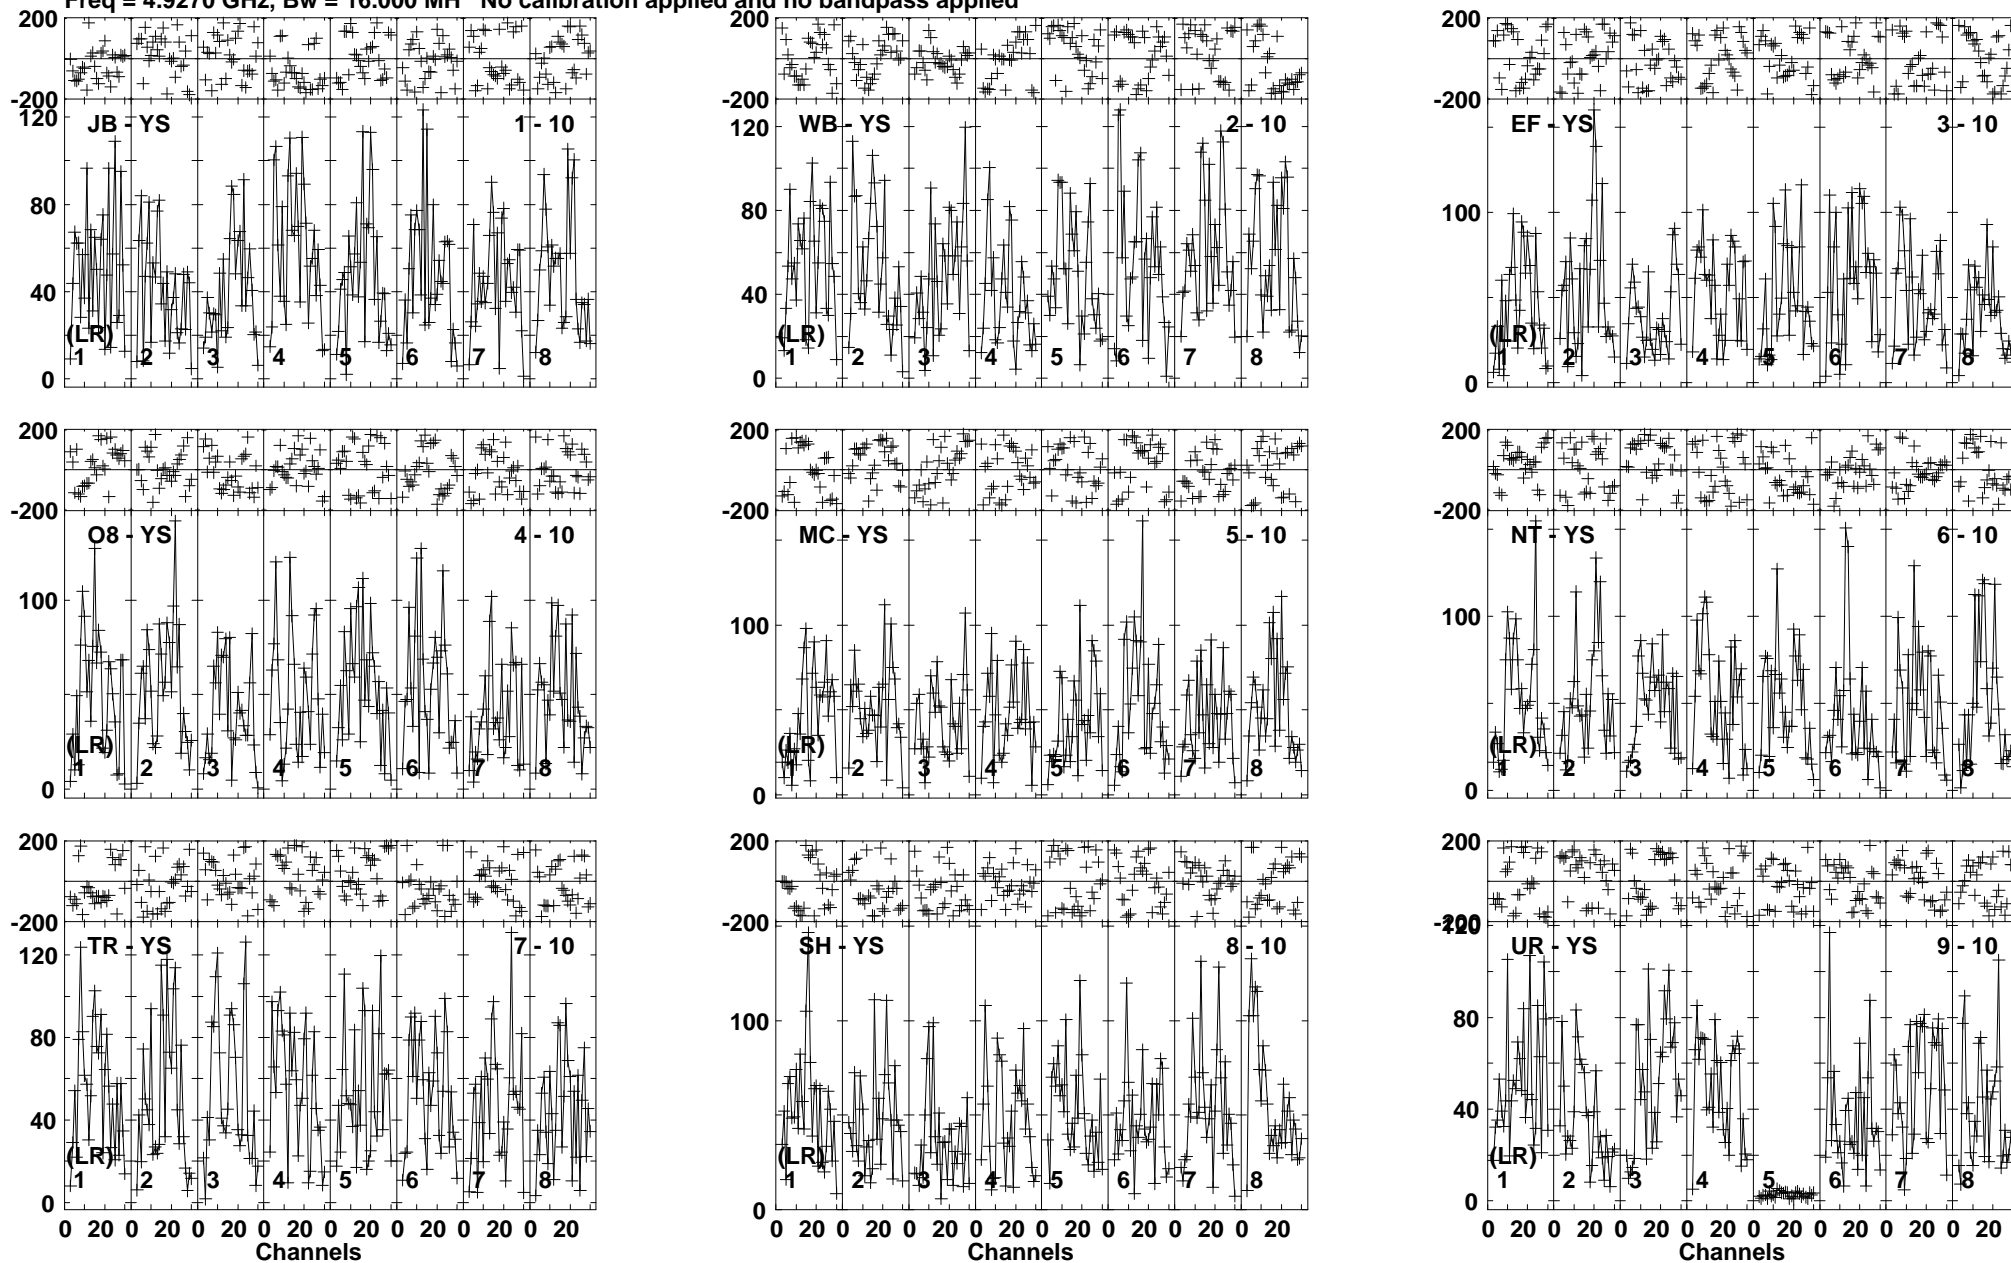 Freq = 4.9270 GHz, Bw = 16.000 MH No calibration applied and no bandpass applied
200 200 200
-200 -200 -200
120 JB - YS 1 - 10 120 WB - YS 2 - 10 EF - YS 3 - 10
80 80 100
40 40
(LR) (LR) (LR)
1 2 3 4 5 6 7 8 1 2 3 4 5 6 7 8 1 2 3 4 5 6 7 8
0 0 0
200 200 200
-200 -200 -200
O8 - YS 4 - 10 MC - YS 5 - 10 NT - YS 6 - 10
100 100 100
(LR) (LR) (LR)
1 2 3 4 5 6 7 8 1 2 3 4 5 6 7 8 1 2 3 4 5 6 7 8
0 0 0
200 200 200
-200 -200 -200
120 TR - YS 7 - 10 SH - YS 8 - 10 120 UR - YS 9 - 10
80 100 80
40 40
(LR) (LR) (LR)
1 2 3 4 5 6 7 8 1 2 3 4 5 6 7 8 1 2 3 4 5 6 7 8
0 0 0
0 20 0 20 0 20 0 20 0 20 0 20 0 20 0 20 0 20 0 20 0 20 0 20 0 20 0 20 0 20 0 20 0 20 0 20 0 20 0 20 0 20 0 20 0 20 0 20
Channels Channels Channels